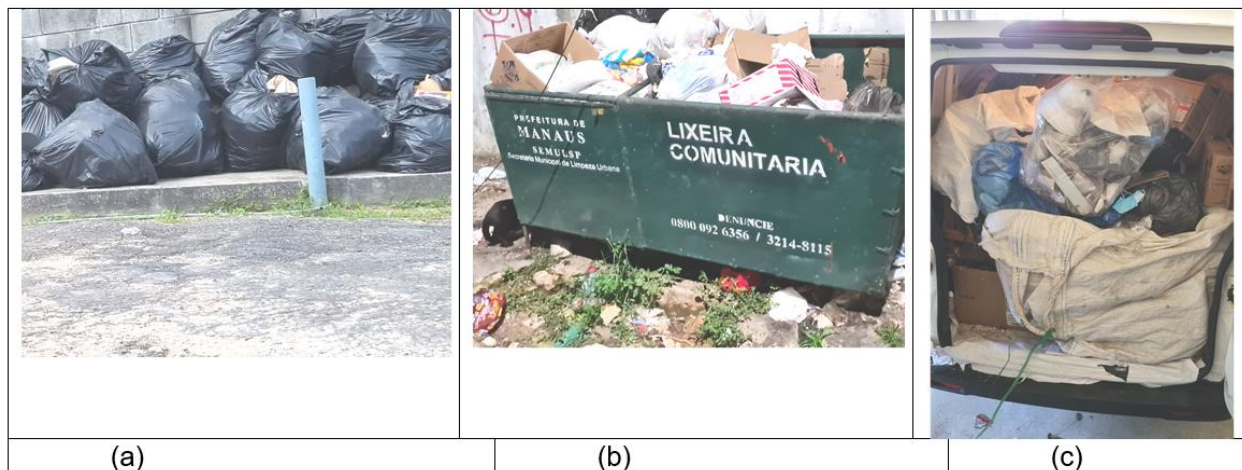 PREFEITURA DE
MANAUS
SEMULSP
Secretaria Municipal de Limpeza Urbana
LIXEIRA
COMUNITARIA
DENUNCIE
0800 092 6356 / 3214-8115
(a) (b) (c)